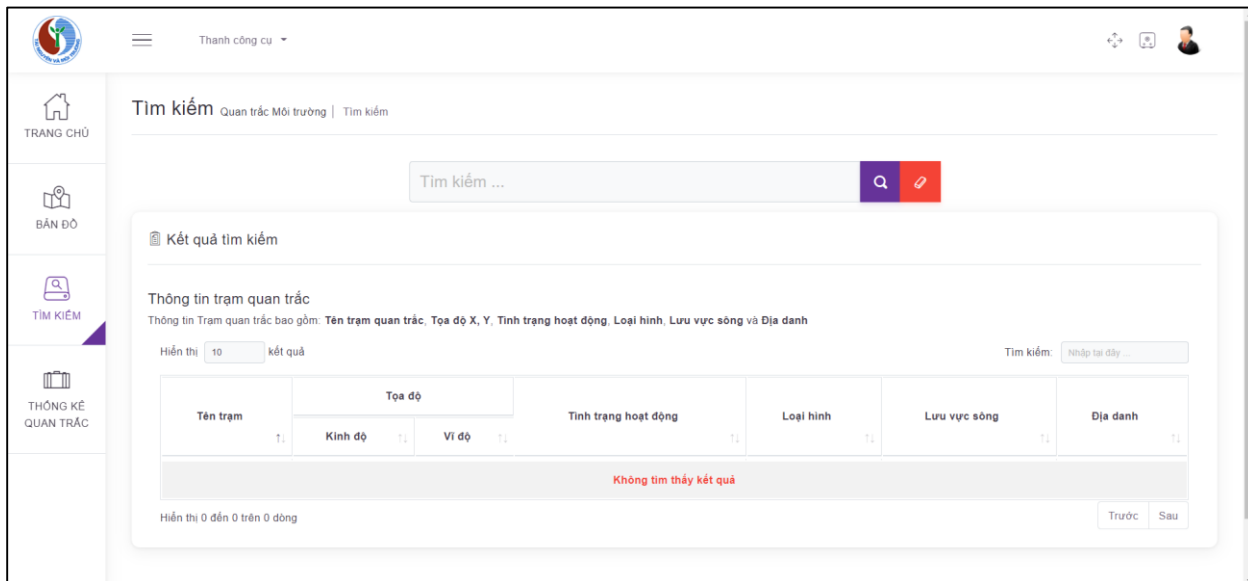 TÀI NGUYÊN VÀ MÔI TRƯỜNG
Thanh công cụ
TRANG CHỦ
Tìm kiếm Quan trắc Môi trường | Tìm kiếm
Tìm kiếm ...
BẢN ĐỒ
Kết quả tìm kiếm
TÌM KIẾM
Thông tin trạm quan trắc
Thông tin Trạm quan trắc bao gồm: Tên trạm quan trắc, Tọa độ X, Y, Tình trạng hoạt động, Loại hình, Lưu vực sông và Địa danh
Hiển thị 10 kết quả Tìm kiếm: Nhập tại đây ...
THỐNG KÊ
QUAN TRẮC
Tên trạm Tọa độ Tình trạng hoạt động Loại hình Lưu vực sông Địa danh
Kinh độ Vĩ độ
Không tìm thấy kết quả
Hiển thị 0 đến 0 trên 0 dòng Trước Sau